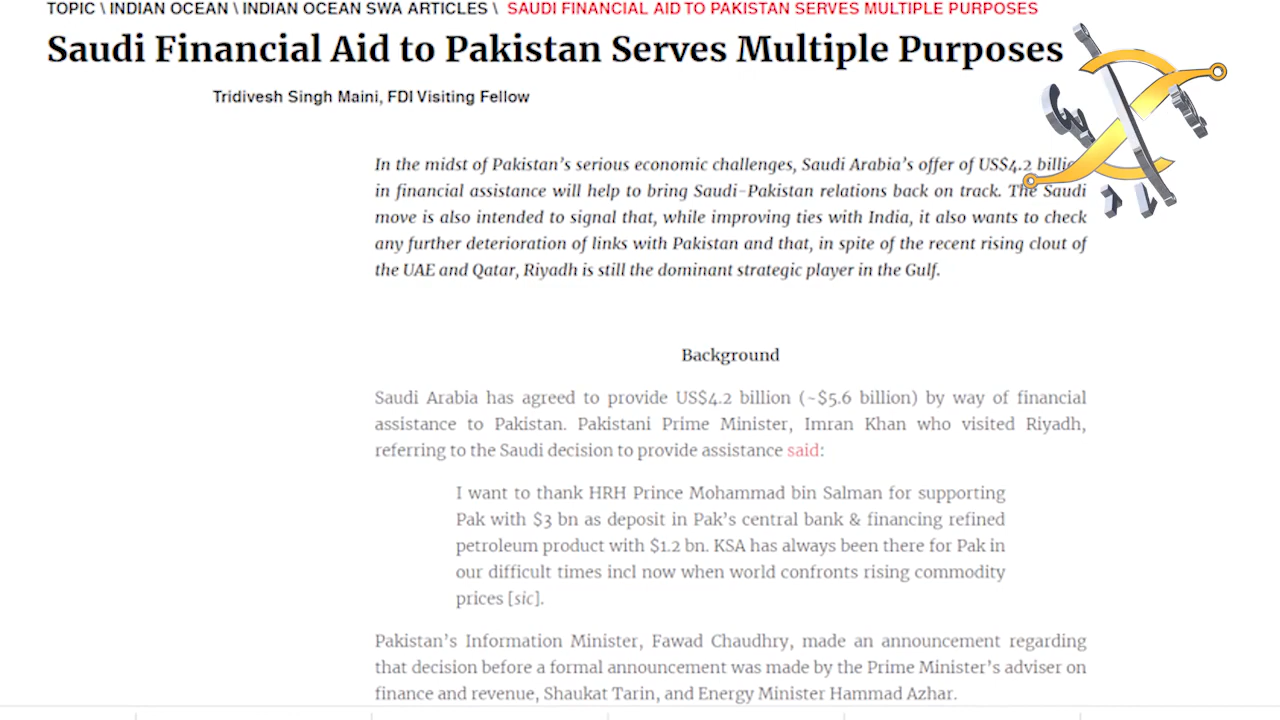 TOPIC \ INDIAN OCEAN \ INDIAN OCEAN SWA ARTICLES \ SAUDI FINANCIAL AID TO PAKISTAN SERVES MULTIPLE PURPOSES
Saudi Financial Aid to Pakistan Serves Multiple Purposes
Tridivesh Singh Maini, FDI Visiting Fellow
In the midst of Pakistan’s serious economic challenges, Saudi Arabia’s offer of US$4.2
in financial assistance will help to bring Saudi-Pakistan relations back on track. The Saudi
move is also intended to signal that, while improving ties with India, it also wants to check
any further deterioration of links with Pakistan and that, in spite of the recent rising clout of
the UAE and Qatar, Riyadh is still the dominant strategic player in the Gulf.
Background
Saudi Arabia has agreed to provide US$4.2 billion (~$5.6 billion) by way of financial
assistance to Pakistan. Pakistani Prime Minister, Imran Khan who visited Riyadh,
referring to the Saudi decision to provide assistance said:
I want to thank HRH Prince Mohammad bin Salman for supporting
Pak with $3 bn as deposit in Pak’s central bank & financing refined
petroleum product with $1.2 bn. KSA has always been there for Pak in
our difficult times incl now when world confronts rising commodity
prices [sic].
Pakistan’s Information Minister, Fawad Chaudhry, made an announcement regarding
that decision before a formal announcement was made by the Prime Minister’s adviser on
finance and revenue, Shaukat Tarin, and Energy Minister Hammad Azhar.